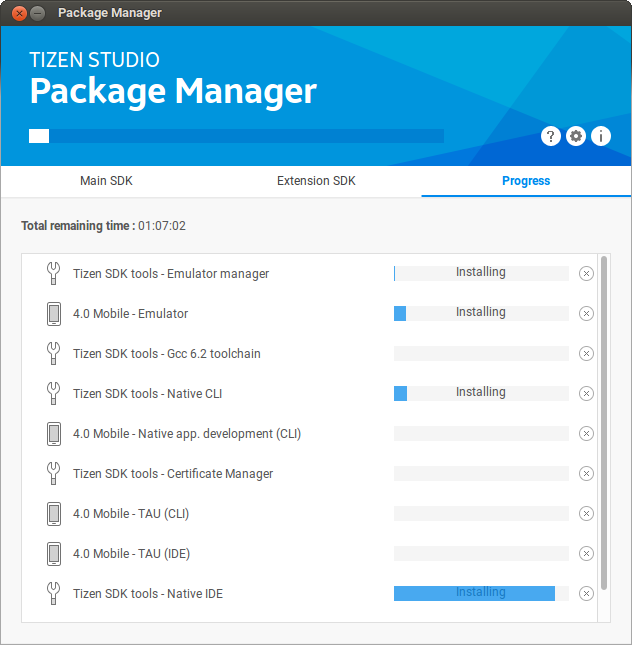 Package Manager
TIZEN STUDIO
Package Manager
?
i
Main SDK Extension SDK Progress
Total remaining time : 01:07:02
Tizen SDK tools - Emulator manager Installing
4.0 Mobile - Emulator Installing
Tizen SDK tools - Gcc 6.2 toolchain
Tizen SDK tools - Native CLI Installing
4.0 Mobile - Native app. development (CLI)
Tizen SDK tools - Certificate Manager
4.0 Mobile - TAU (CLI)
4.0 Mobile - TAU (IDE)
Tizen SDK tools - Native IDE Installing